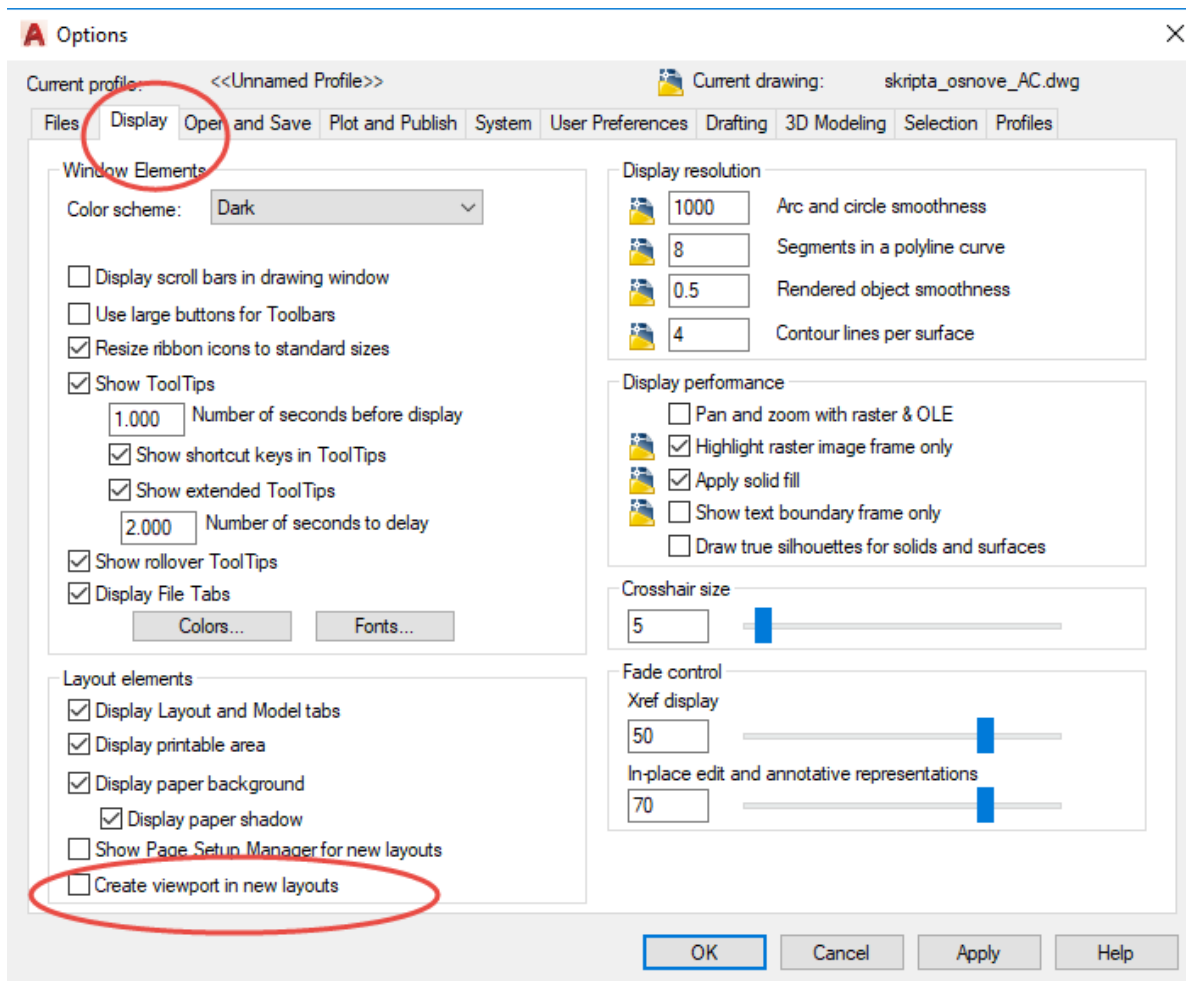 Options
Current profile: <<Unnamed Profile>> Current drawing: skripta_osnove_AC.dwg
Files Display Open and Save Plot and Publish System User Preferences Drafting 3D Modeling Selection Profiles
Window Elements
Color scheme: Dark
Display scroll bars in drawing window
Use large buttons for Toolbars
Resize ribbon icons to standard sizes
Show ToolTips
1.000 Number of seconds before display
Show shortcut keys in ToolTips
Show extended ToolTips
2.000 Number of seconds to delay
Show rollover ToolTips
Display File Tabs
Colors... Fonts...
Layout elements
Display Layout and Model tabs
Display printable area
Display paper background
Display paper shadow
Show Page Setup Manager for new layouts
Create viewport in new layouts
Display resolution
1000 Arc and circle smoothness
8 Segments in a polyline curve
0.5 Rendered object smoothness
4 Contour lines per surface
Display performance
Pan and zoom with raster & OLE
Highlight raster image frame only
Apply solid fill
Show text boundary frame only
Draw true silhouettes for solids and surfaces
Crosshair size
5
Fade control
Xref display
50
In-place edit and annotative representations
70
OK Cancel Apply Help